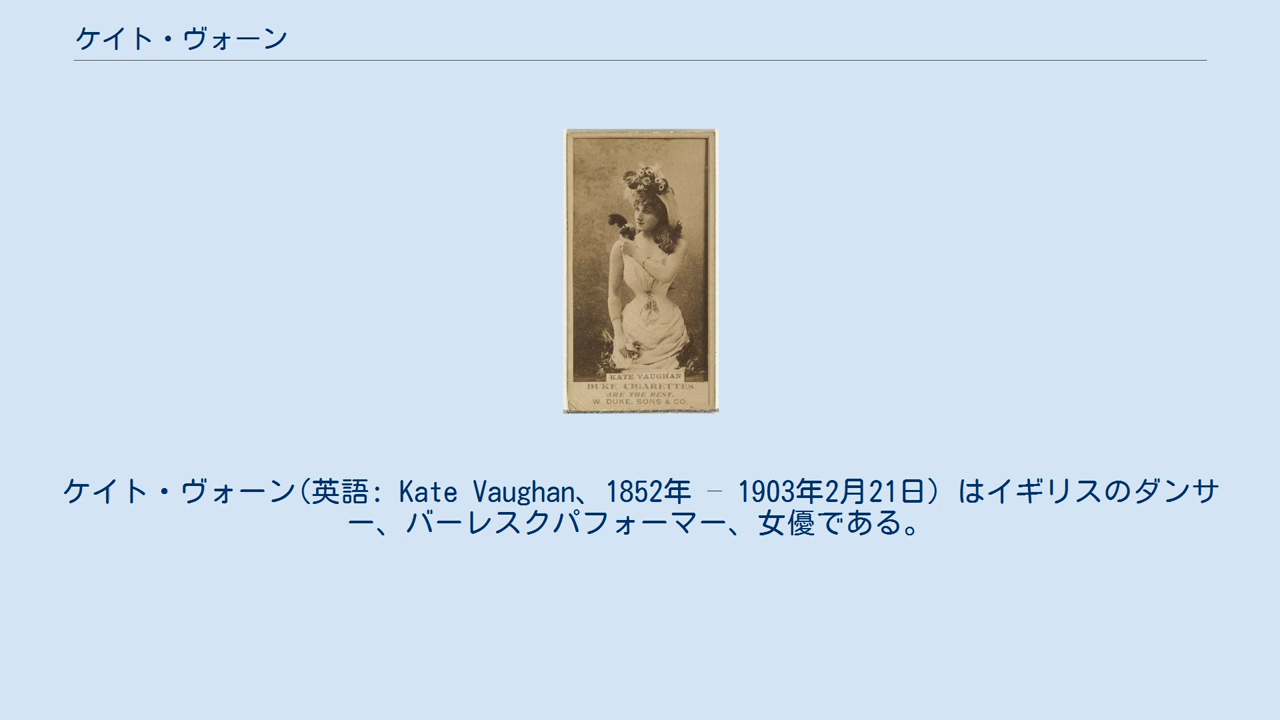 ケイト・ヴォーン
KATE VAUGHAN
DUKE CIGARETTES
ARE THE BEST.
W. DUKE, SONS & CO.
ケイト・ヴォーン(英語: Kate Vaughan、1852年 – 1903年2月21日) はイギリスのダンサ
ー、バーレスクパフォーマー、女優である。